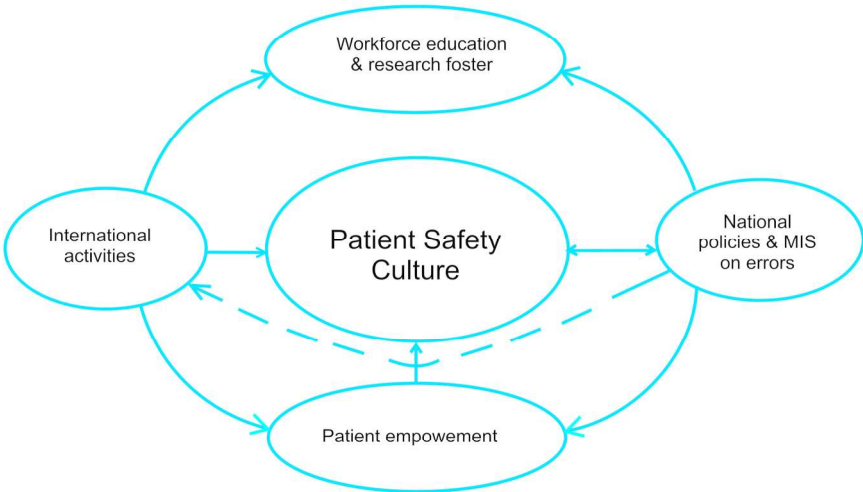 Workforce education
& research foster
International
activities
Patient Safety
Culture
National
policies & MIS
on errors
Patient empowement